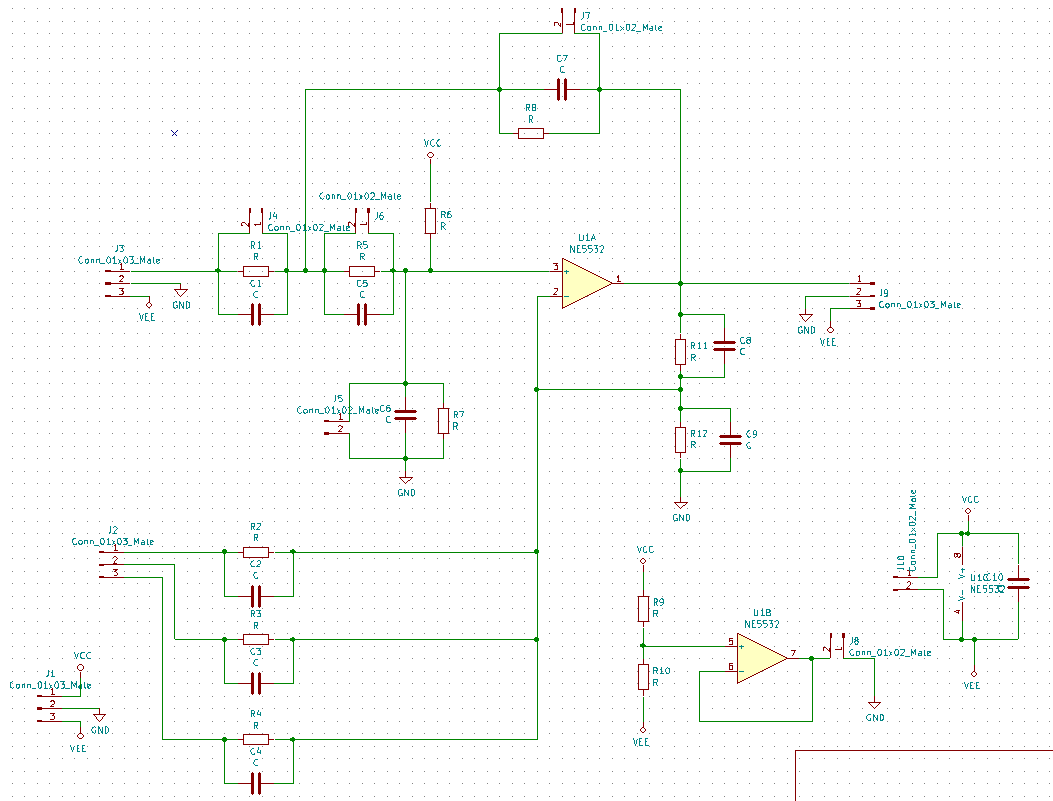 J7
Conn_01x02_Male
2
1
C7
C
R8
R
VCC
Conn_01x02_Male
J4
2
1
Conn_01x02_Male
J6
2
1
R6
R
J3
Conn_01x03_Male
1
2
3
GND
VEE
R1
R
C1
C
R5
R
C5
C
U1A
NE5532
3
+
2
-
1
1
2
3
J9
Conn_01x03_Male
GND
VEE
R11
R
C8
C
J5
Conn_01x02_Male
1
2
C6
C
R7
R
GND
R12
R
C9
C
GND
J2
Conn_01x03_Male
1
2
3
R2
R
C2
C
R3
R
C3
C
R4
R
C4
C
VCC
J1
Conn_01x03_Male
1
2
3
GND
VEE
VCC
R9
R
R10
R
VEE
U1B
NE5532
5
+
6
-
7
2
1
J8
Conn_01x02_Male
GND
J10
Conn_01x02_Male
1
2
VCC
8
V+
V-
4
U1C
NE5532
C10
VEE